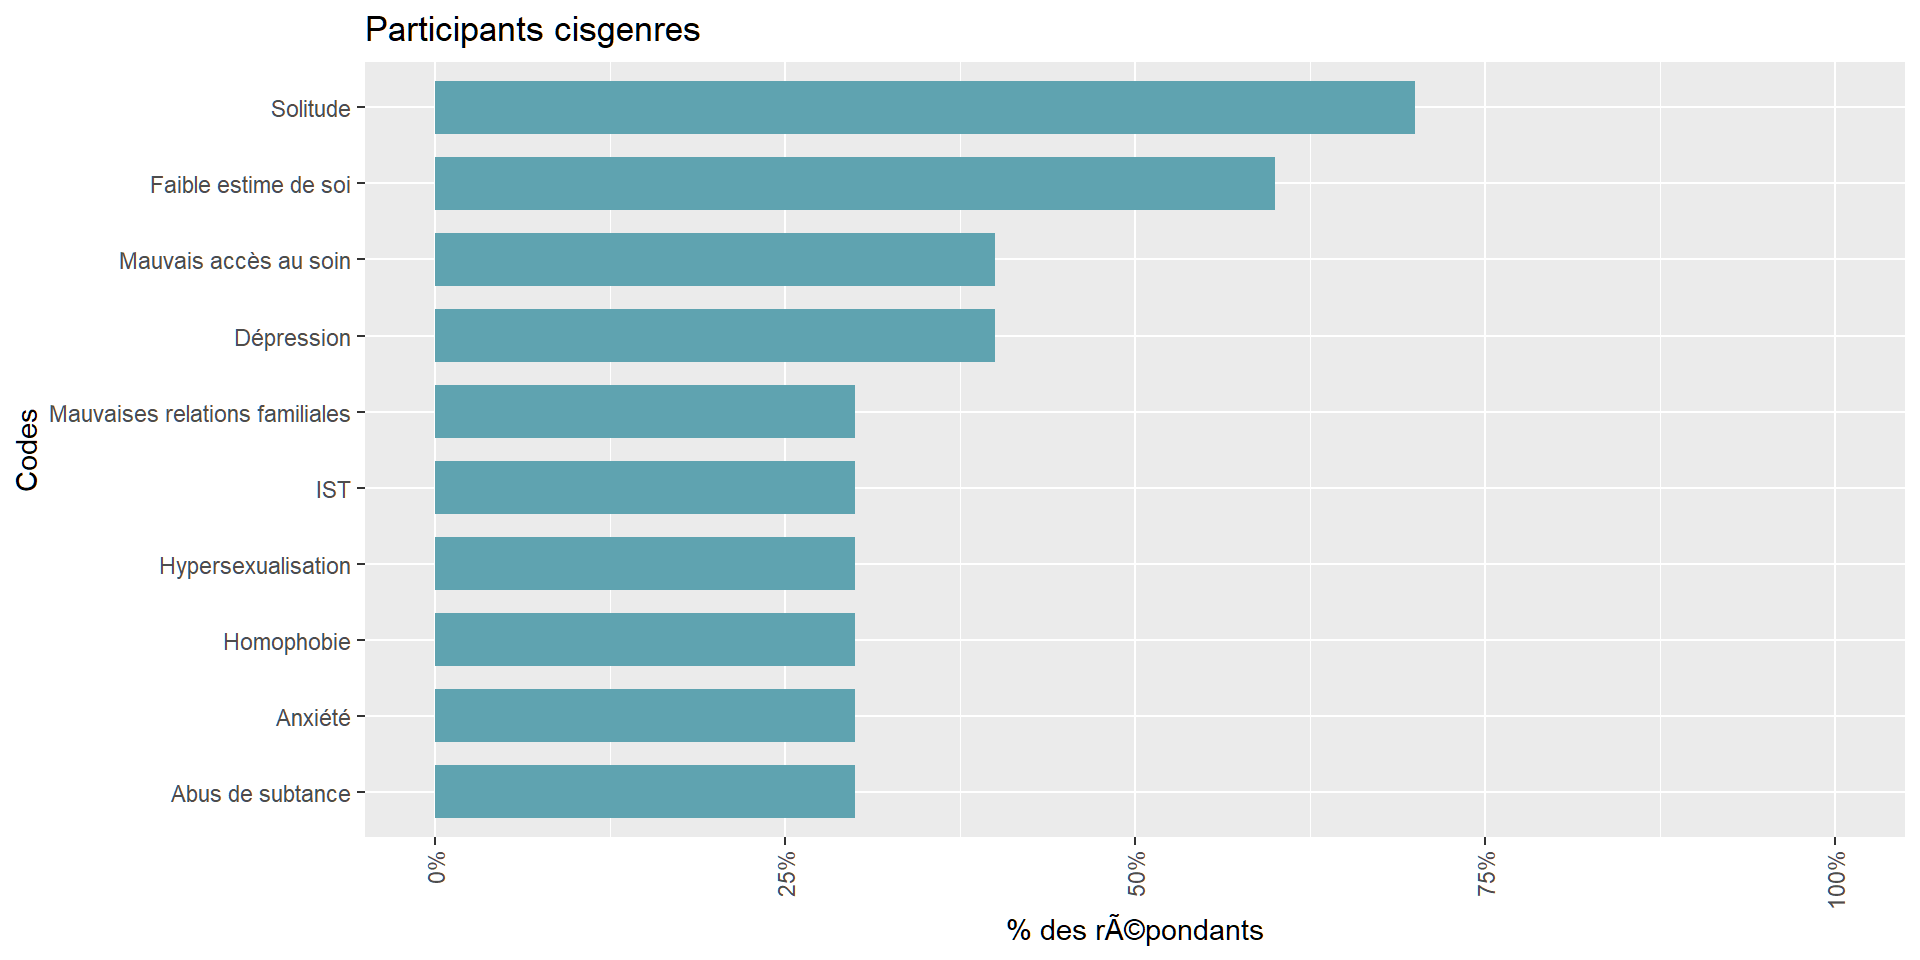 Participants cisgenres
Codes
Solitude
Faible estime de soi
Mauvais accès au soin
Dépression
Mauvaises relations familiales
IST
Hypersexualisation
Homophobie
Anxiété
Abus de subtance
0%
25%
50%
75%
100%
% des rÃ©pondants